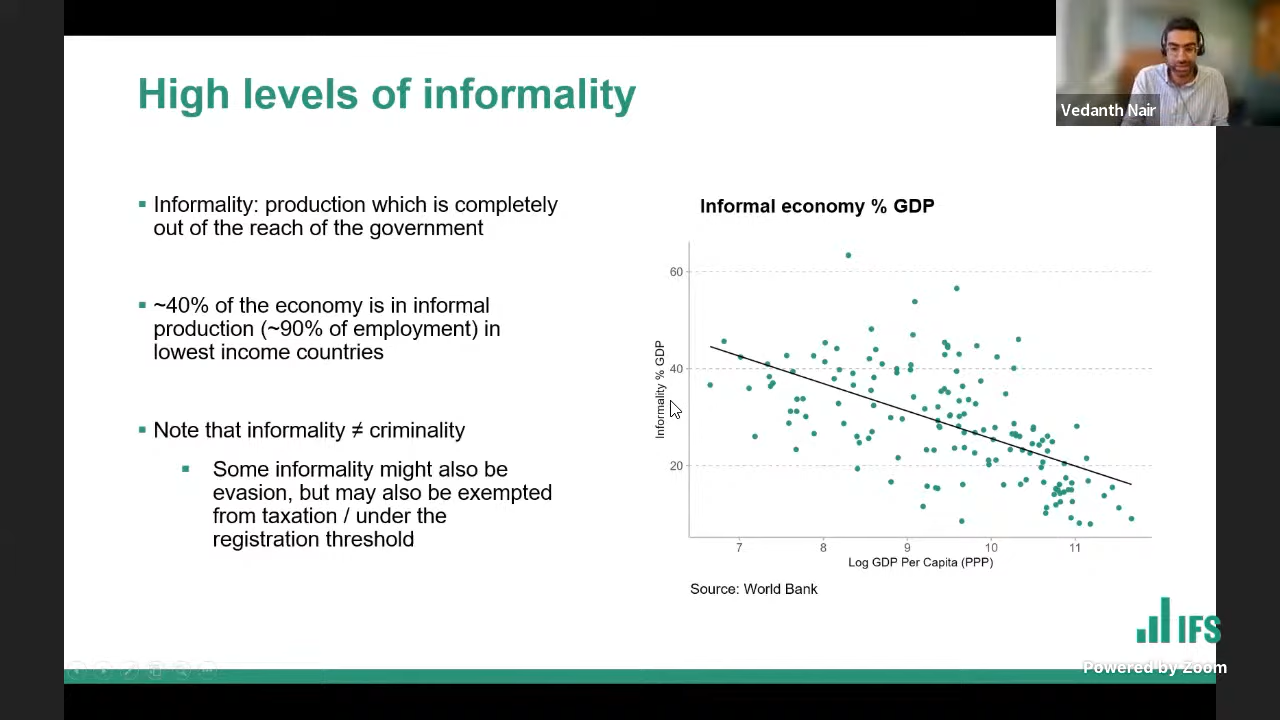 High levels of informality
Vedanth Nair
▪ Informality: production which is completely
out of the reach of the government
▪ ~40% of the economy is in informal
production (~90% of employment) in
lowest income countries
▪ Note that informality ≠ criminality
▪ Some informality might also be
evasion, but may also be exempted
from taxation / under the
registration threshold
Informal economy % GDP
Informality % GDP
60
40
20
7 8 9 10 11
Log GDP Per Capita (PPP)
Source: World Bank
IFS
Powered by Zoom